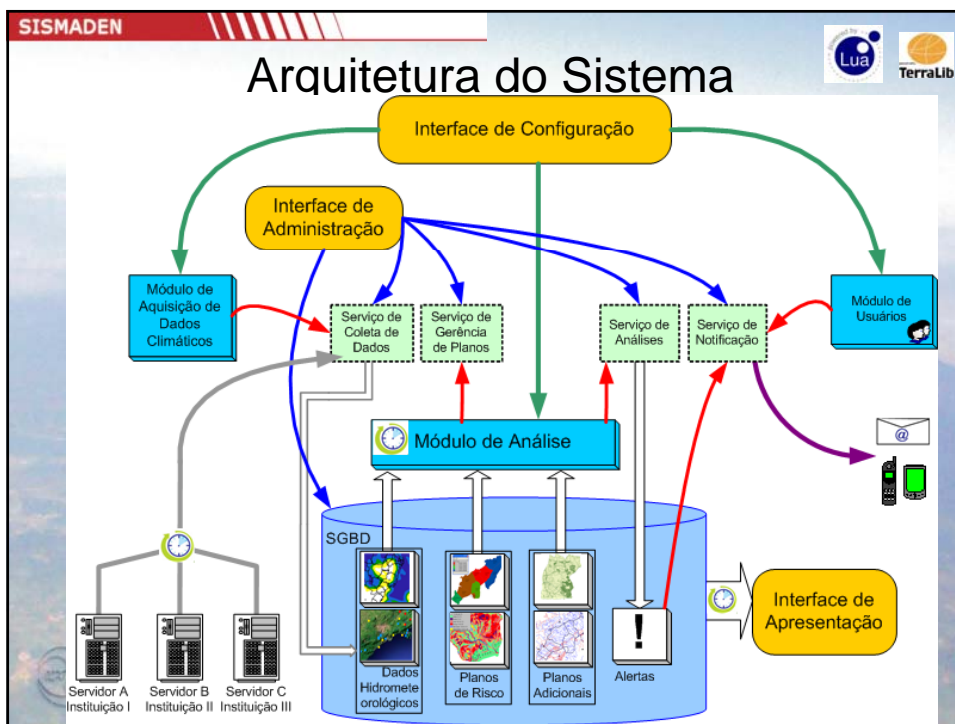 SISMADEN
Arquitetura do Sistema
powered by
Lua
TerraLib
Interface de Configuração
Interface de
Administração
Módulo de
Aquisição de
Dados
Climáticos
Serviço de
Coleta de
Dados
Serviço de
Gerência
de Planos
Serviço de
Análises
Serviço de
Notificação
Módulo de
Usuários
Módulo de Análise
@
SGBD
Dados
Hidromete
orológicos
Planos
de Risco
Planos
Adicionais
!
Alertas
Interface de
Apresentação
Servidor A
Instituição I
Servidor B
Instituição II
Servidor C
Instituição III